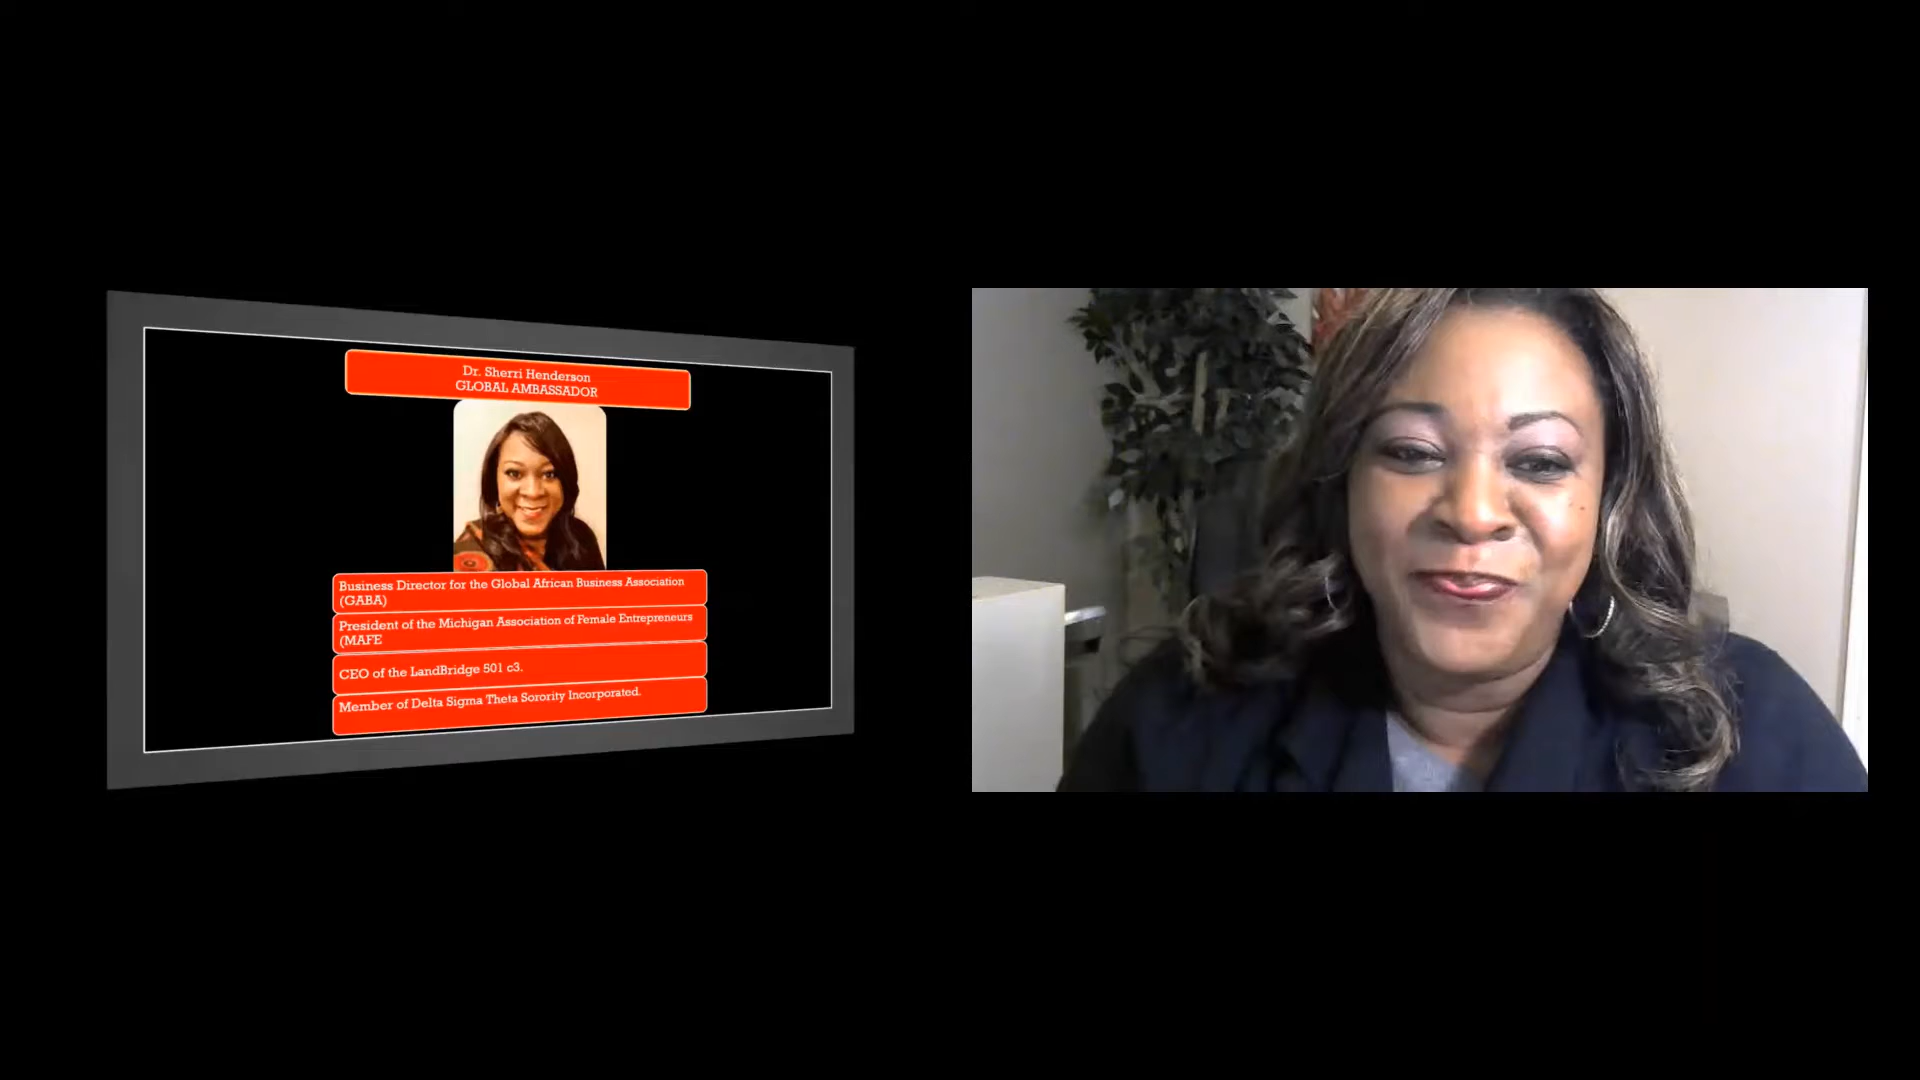 Dr. Sherri Henderson
GLOBAL AMBASSADOR
Business Director for the Global African Business Association
(GABA)
President of the Michigan Association of Female Entrepreneurs
(MAFE
CEO of the LandBridge 501 c3.
Member of Delta Sigma Theta Sorority Incorporated.